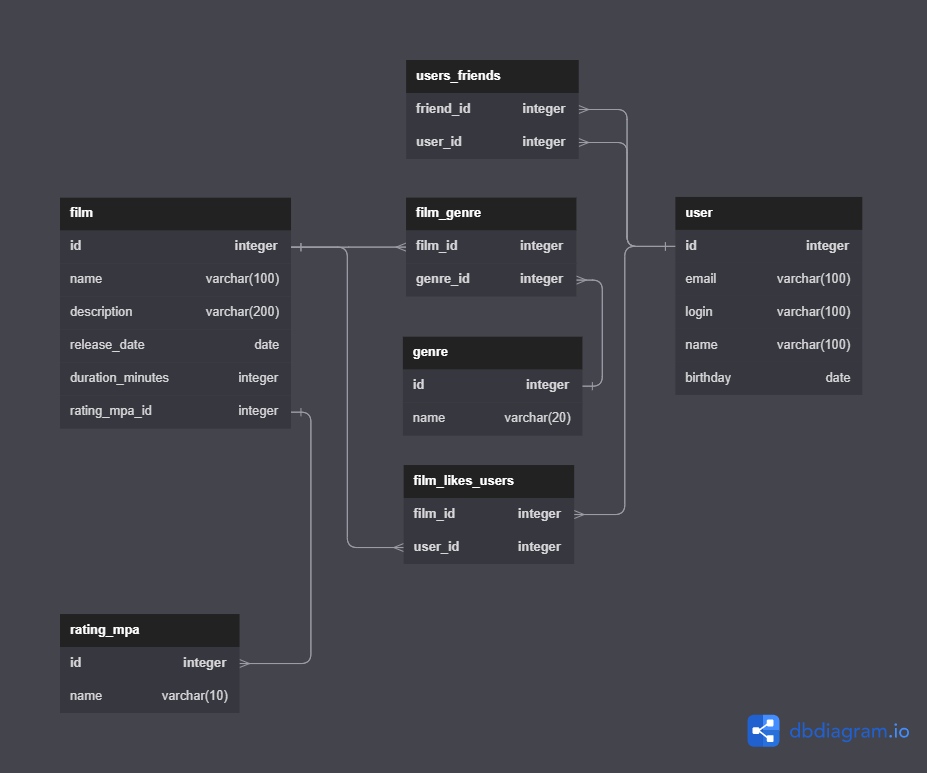 users_friends
friend_id integer
user_id integer
film
id integer
name varchar(100)
description varchar(200)
release_date date
duration_minutes integer
rating_mpa_id integer
film_genre
film_id integer
genre_id integer
user
id integer
email varchar(100)
login varchar(100)
name varchar(100)
birthday date
genre
id integer
name varchar(20)
film_likes_users
film_id integer
user_id integer
rating_mpa
id integer
name varchar(10)
dbdiagram.io